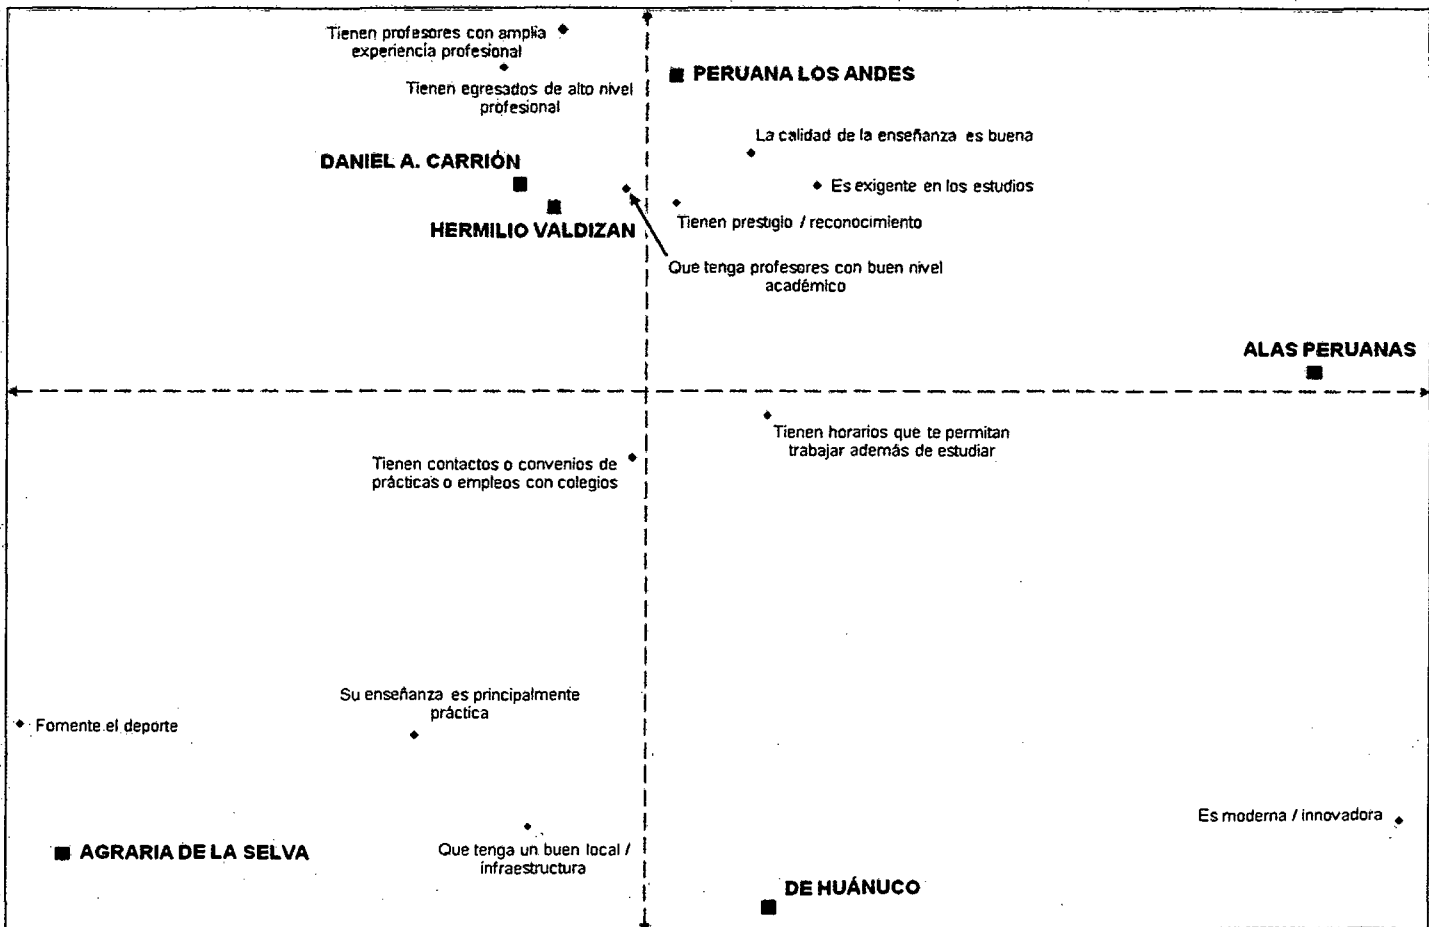 Tienen profesores con amplia
experiencia profesional
PERUANA LOS ANDES
Tienen egresados de alto nivel
profesional
La calidad de la enseñanza es buena
DANIEL A. CARRIÓN
Es exigente en los estudios
Tienen prestigio / reconocimiento
HERMILIO VALDIZAN
Que tenga profesores con buen nivel
académico
ALAS PERUANAS
Tienen horarios que te permitan
trabajar además de estudiar
Tienen contactos o convenios de
prácticas o empleos con colegios
Su enseñanza es principalmente
práctica
Fomente el deporte
Es moderna / innovadora
AGRARIA DE LA SELVA
Que tenga un buen local /
infraestructura
DE HUÁNUCO